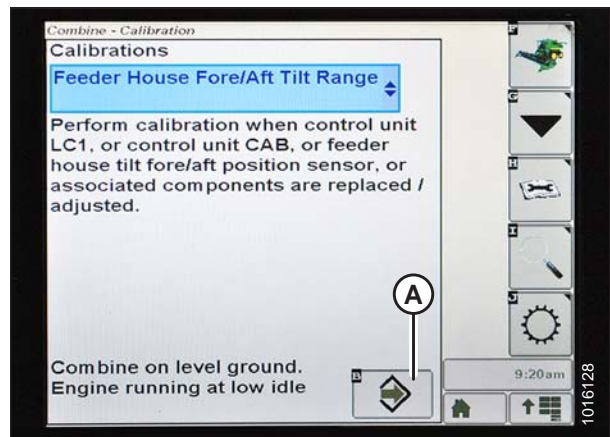 Combine - Calibration
Calibrations
Feeder House Fore/Aft Tilt Range
Perform calibration when control unit
LC1, or control unit CAB, or feeder
house tilt fore/aft position sensor, or
associated components are replaced /
adjusted.
A
Combine on level ground.
Engine running at low idle
B
F
G
H
I
J
9:20am
1016128